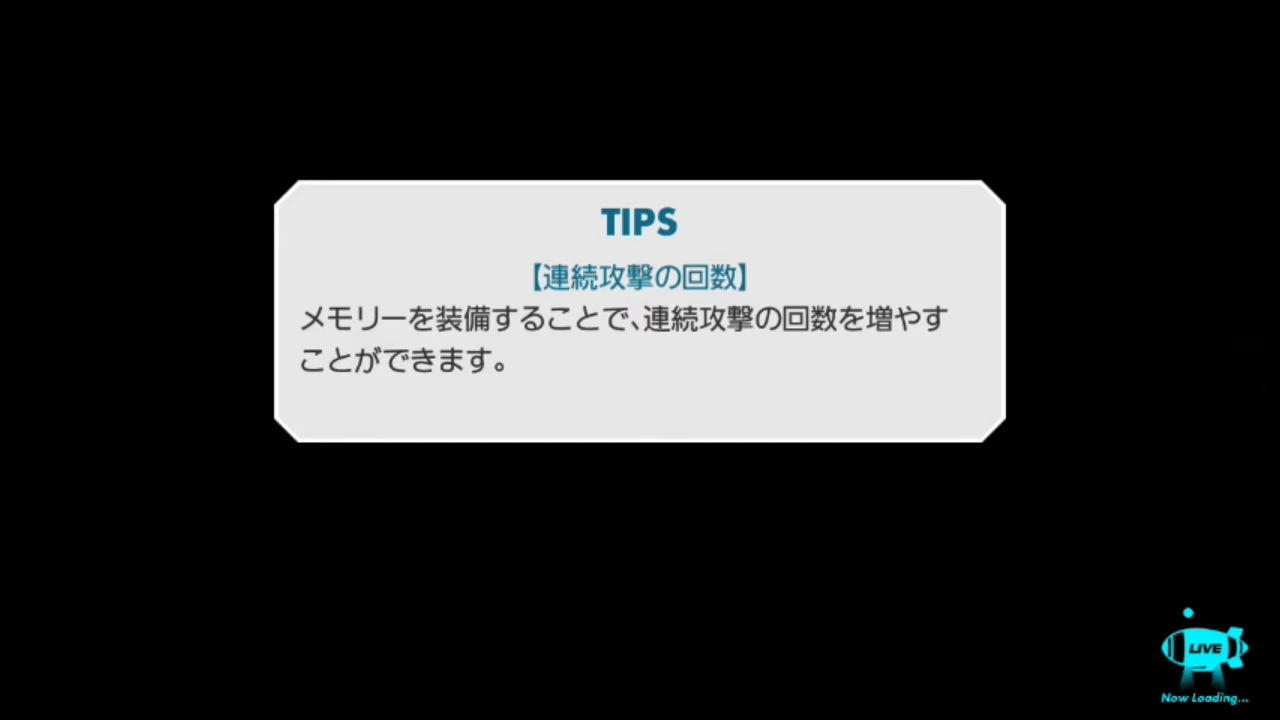 TIPS
【連続攻撃の回数】
メモリーを装備することで、連続攻撃の回数を増やす
ことができます。
LIVE
Now Loading...